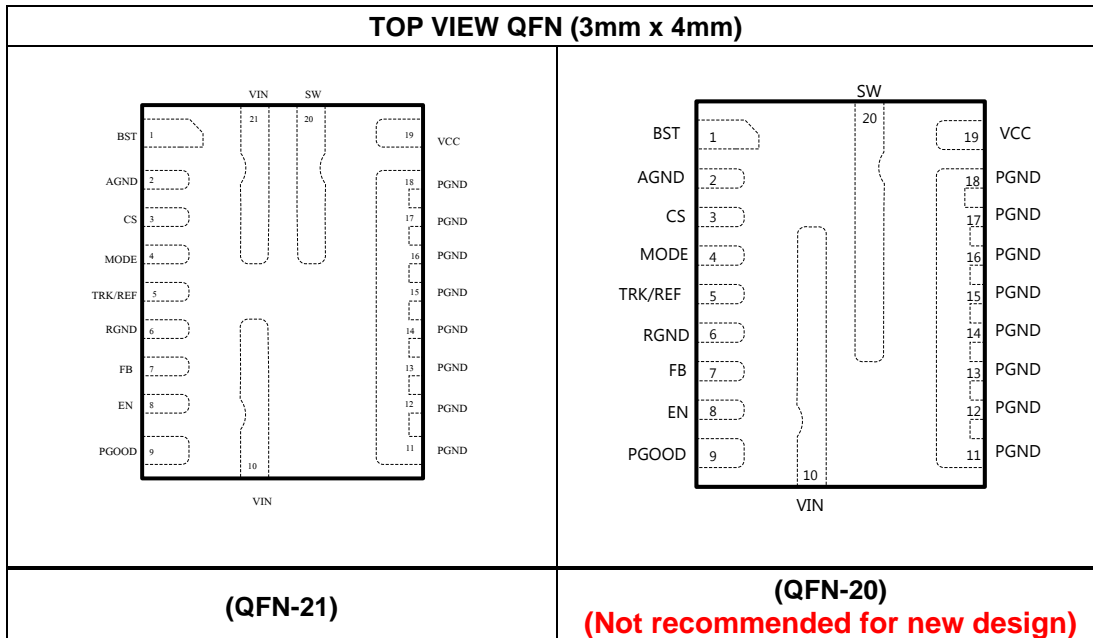 TOP VIEW QFN (3mm x 4mm)
VIN SW
21 20
BST 1 19 VCC
AGND 2 18 PGND
CS 3 17 PGND
MODE 4 16 PGND
TRK/REF 5 15 PGND
RGND 6 14 PGND
FB 7 13 PGND
EN 8 12 PGND
PGOOD 9 11 PGND
10
VIN
SW
20
BST 1 19 VCC
AGND 2 18 PGND
CS 3 17 PGND
MODE 4 16 PGND
TRK/REF 5 15 PGND
RGND 6 14 PGND
FB 7 13 PGND
EN 8 12 PGND
PGOOD 9 11 PGND
10
VIN
(QFN-21)
(QFN-20)
(Not recommended for new design)